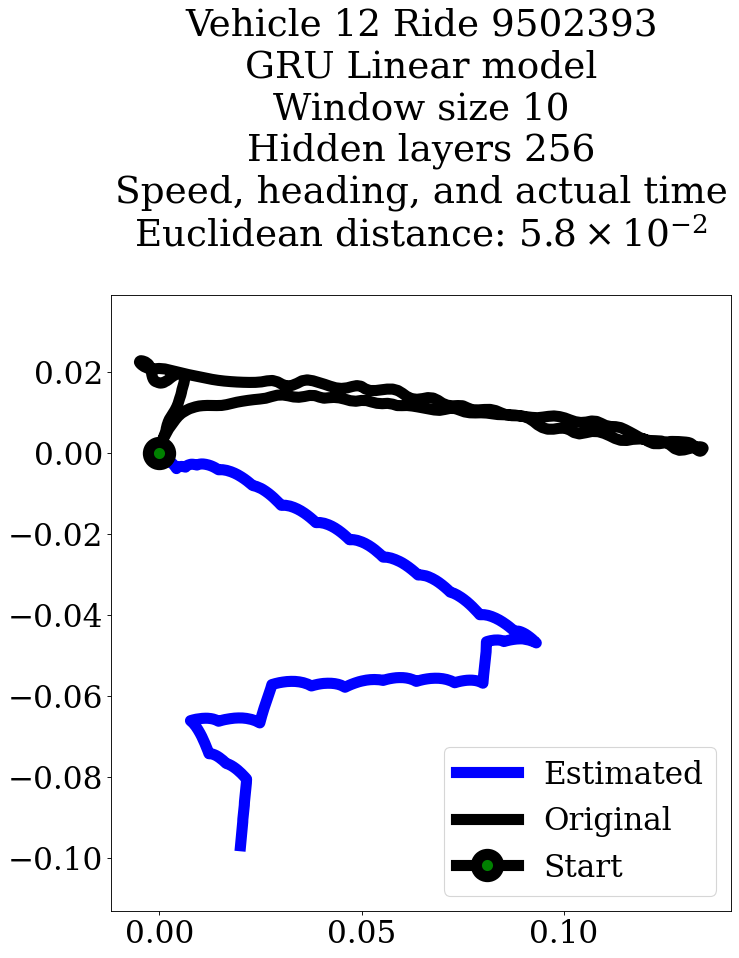 Vehicle 12 Ride 9502393
GRU Linear model
Window size 10
Hidden layers 256
Speed, heading, and actual time
Euclidean distance: 5.8 × 10⁻²
0.02
0.00
−0.02
−0.04
−0.06
−0.08
−0.10
Estimated
Original
Start
0.00 0.05 0.10